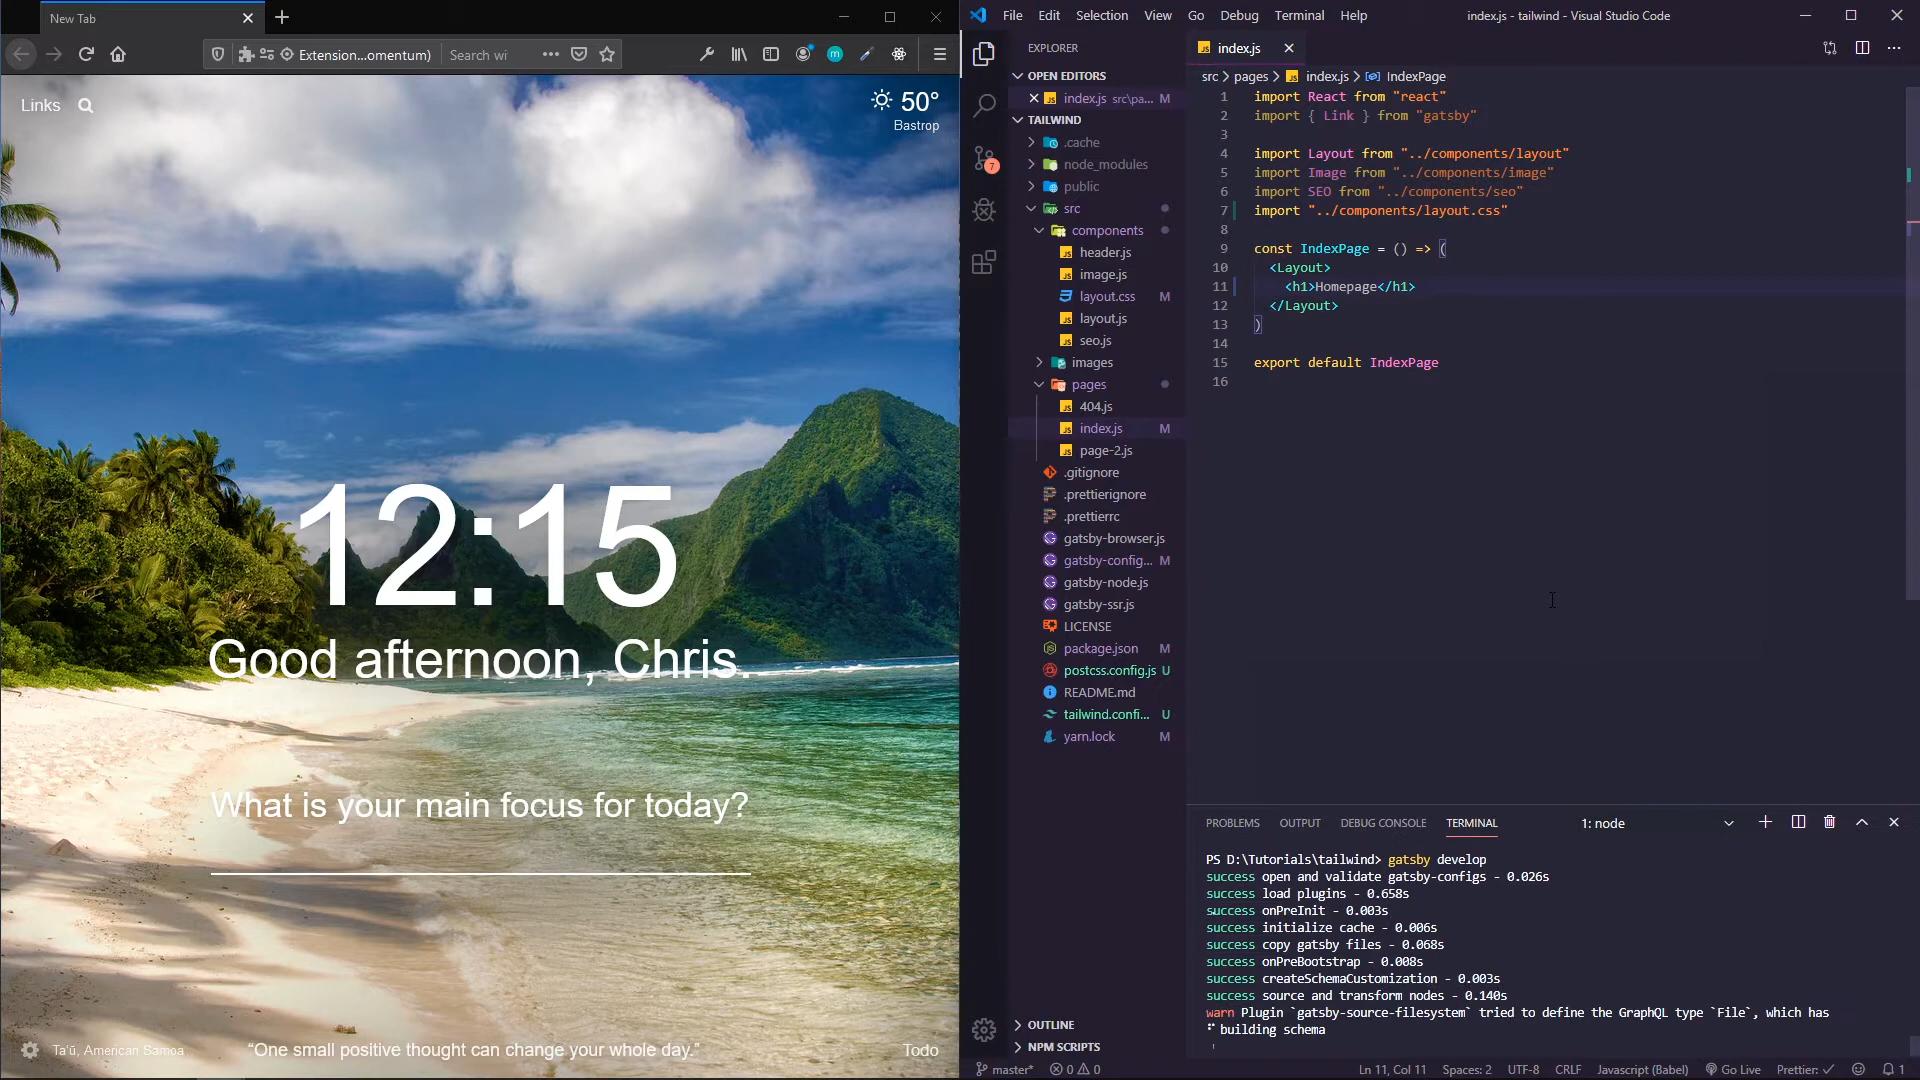 New Tab
Extension...omentum)
Search wi
m
Links
50°
Bastrop
12:15
Good afternoon, Chris.
What is your main focus for today?
Ta'ū, American Samoa
“One small positive thought can change your whole day.”
Todo
File Edit Selection View Go Debug Terminal Help
index.js - tailwind - Visual Studio Code
EXPLORER
OPEN EDITORS
index.js src\pa... M
TAILWIND
.cache
node_modules
public
src
components
header.js
image.js
layout.css M
layout.js
seo.js
images
pages
404.js
index.js M
page-2.js
.gitignore
.prettierignore
.prettierrc
gatsby-browser.js
gatsby-config... M
gatsby-node.js
gatsby-ssr.js
LICENSE
package.json M
postcss.config.js U
README.md
tailwind.confi... U
yarn.lock M
OUTLINE
NPM SCRIPTS
7
index.js
src > pages > index.js > IndexPage
1 import React from "react"
2 import { Link } from "gatsby"
3
4 import Layout from "../components/layout"
5 import Image from "../components/image"
6 import SEO from "../components/seo"
7 import "../components/layout.css"
8
9 const IndexPage = () => (
10 <Layout>
11 <h1>Homepage</h1>
12 </Layout>
13 )
14
15 export default IndexPage
16
PROBLEMS OUTPUT DEBUG CONSOLE TERMINAL 1: node
PS D:\Tutorials\tailwind> gatsby develop
success open and validate gatsby-configs - 0.026s
success load plugins - 0.658s
success onPreInit - 0.003s
success initialize cache - 0.006s
success copy gatsby files - 0.068s
success onPreBootstrap - 0.008s
success createSchemaCustomization - 0.003s
success source and transform nodes - 0.140s
warn Plugin `gatsby-source-filesystem` tried to define the GraphQL type `File`, which has
building schema
master* 0 0 Ln 11, Col 11 Spaces: 2 UTF-8 CRLF Javascript (Babel) Go Live Prettier: ✓ 1